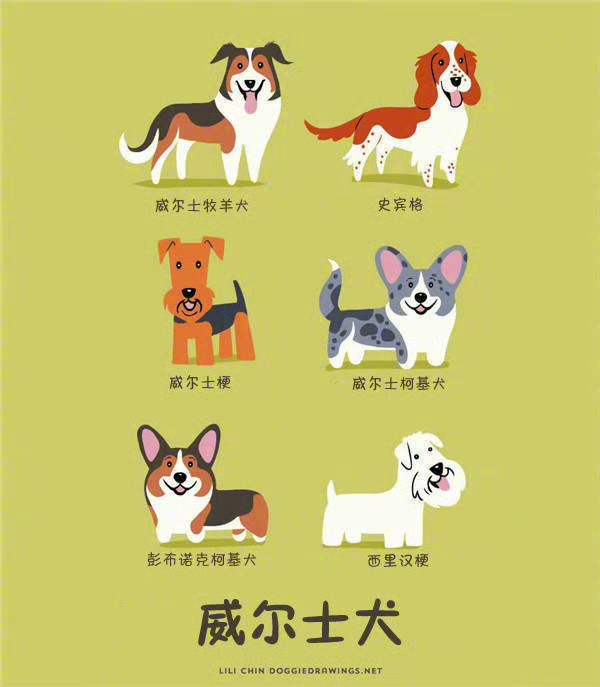 威尔士牧羊犬
史宾格
威尔士梗
威尔士柯基犬
彭布诺克柯基犬
西里汉梗
威尔士犬
LILI CHIN DOGGIEDRAWINGS.NET